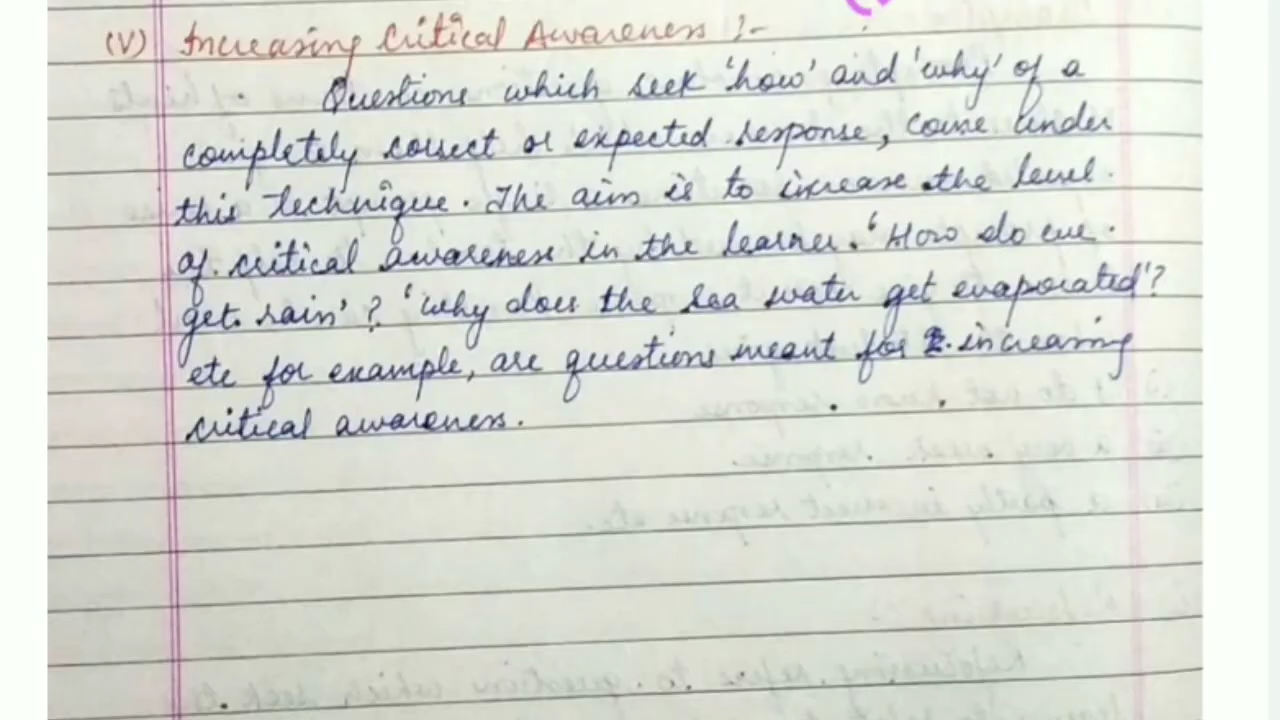 (V) Increasing Critical Awareness :-
Questions which seek 'how' and 'why' of a
completely correct or expected response, come under
this technique. The aim is to increase the level
of critical awareness in the learner. 'How do we
get rain'? 'why does the sea water get evaporated'?
etc for example, are questions meant for increasing
critical awareness.